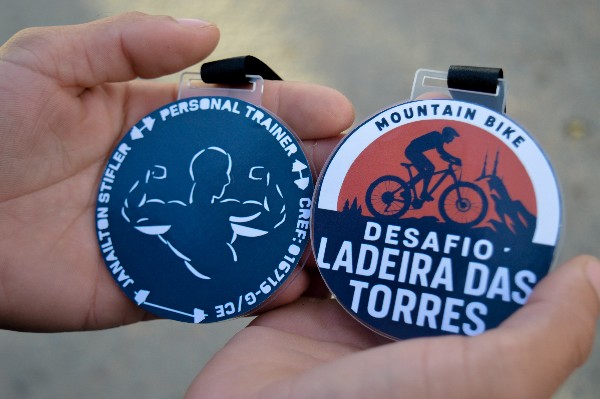 JANAILTON STIFLER
PERSONAL TRAINER
CREF: 016719-G/CE
MOUNTAIN BIKE
DESAFIO
LADEIRA DAS
TORRES